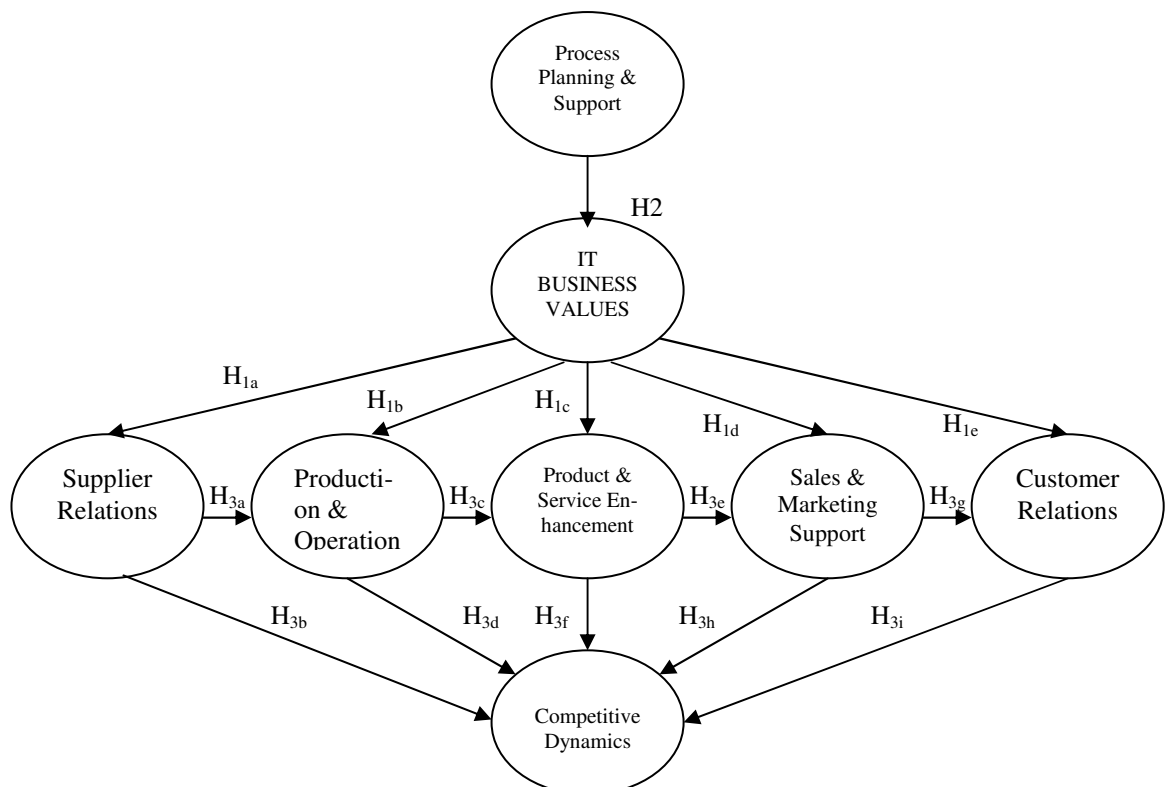 Process
Planning &
Support
H2
IT
BUSINESS
VALUES
H1a
H1b
H1c
H1d
H1e
Supplier
Relations
H3a
Producti-
on &
Operation
H3c
Product &
Service En-
hancement
H3e
Sales &
Marketing
Support
H3g
Customer
Relations
H3b
H3d
H3f
H3h
H3i
Competitive
Dynamics